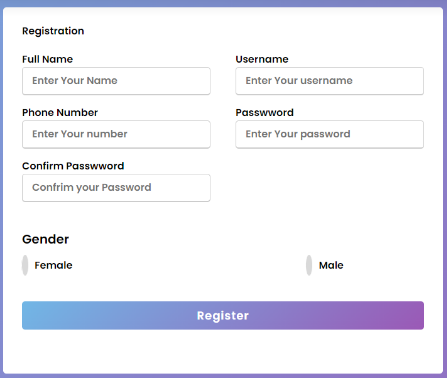 Registration
Full Name
Username
Enter Your Name
Enter Your username
Phone Number
Passwword
Enter Your number
Enter Your password
Confirm Passwword
Confrim your Password
Gender
Female
Male
Register